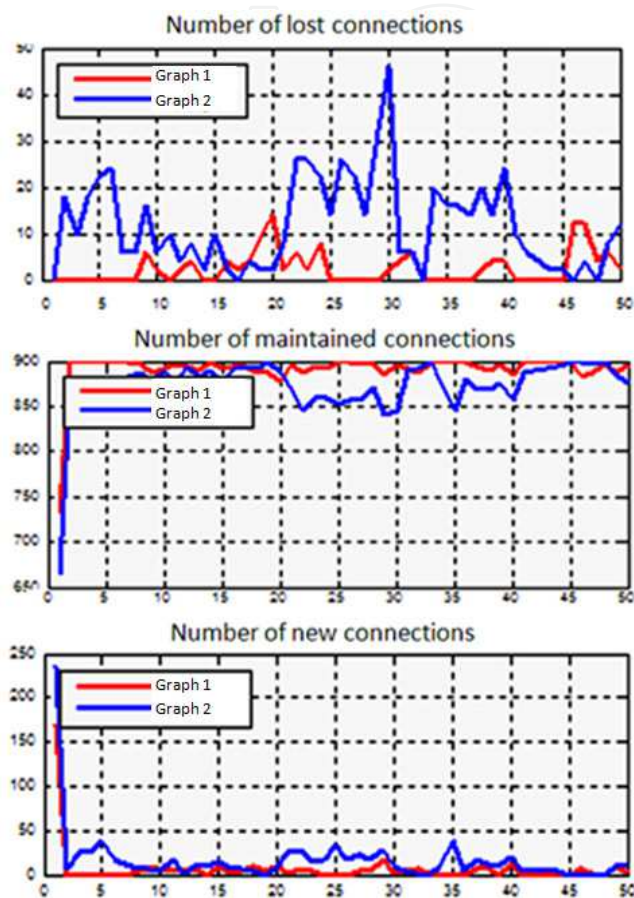 Number of lost connections
50
40
30
20
10
0
Graph 1
Graph 2
0 5 10 15 20 25 30 35 40 45 50
Number of maintained connections
900
850
800
750
700
650
Graph 1
Graph 2
0 5 10 15 20 25 30 35 40 45 50
Number of new connections
250
200
150
100
50
0
Graph 1
Graph 2
0 5 10 15 20 25 30 35 40 45 50